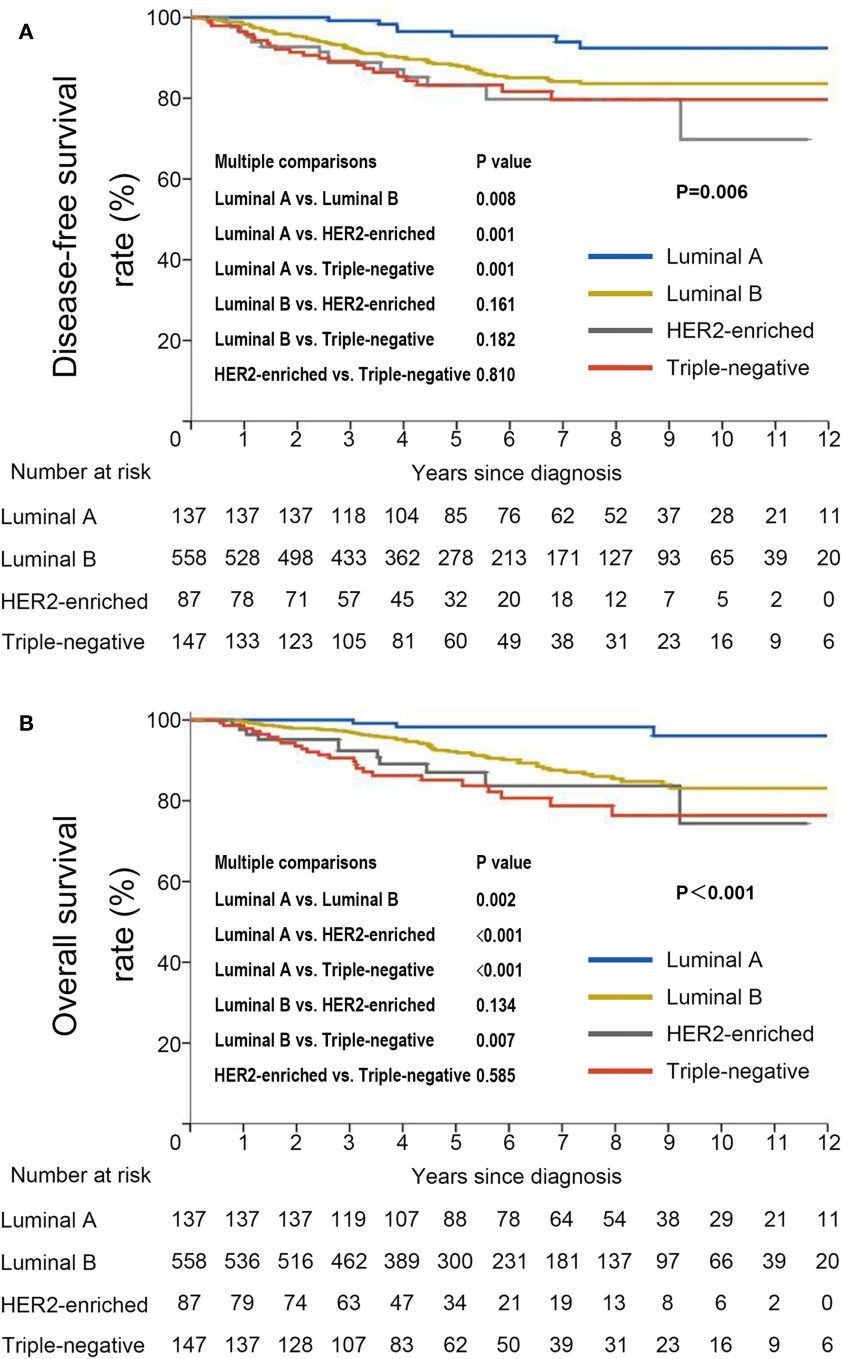 A
Disease-free survival
rate (%)
100
80
60
40
20
Multiple comparisons P value
Luminal A vs. Luminal B 0.008
Luminal A vs. HER2-enriched 0.001
Luminal A vs. Triple-negative 0.001
Luminal B vs. HER2-enriched 0.161
Luminal B vs. Triple-negative 0.182
HER2-enriched vs. Triple-negative 0.810
P=0.006
Luminal A
Luminal B
HER2-enriched
Triple-negative
0 1 2 3 4 5 6 7 8 9 10 11 12
Number at risk Years since diagnosis
Luminal A 137 137 137 118 104 85 76 62 52 37 28 21 11
Luminal B 558 528 498 433 362 278 213 171 127 93 65 39 20
HER2-enriched 87 78 71 57 45 32 20 18 12 7 5 2 0
Triple-negative 147 133 123 105 81 60 49 38 31 23 16 9 6
B
Overall survival
rate (%)
100
80
60
40
20
Multiple comparisons P value
Luminal A vs. Luminal B 0.002
Luminal A vs. HER2-enriched <0.001
Luminal A vs. Triple-negative <0.001
Luminal B vs. HER2-enriched 0.134
Luminal B vs. Triple-negative 0.007
HER2-enriched vs. Triple-negative 0.585
P＜0.001
Luminal A
Luminal B
HER2-enriched
Triple-negative
0 1 2 3 4 5 6 7 8 9 10 11 12
Number at risk Years since diagnosis
Luminal A 137 137 137 119 107 88 78 64 54 38 29 21 11
Luminal B 558 536 516 462 389 300 231 181 137 97 66 39 20
HER2-enriched 87 79 74 63 47 34 21 19 13 8 6 2 0
Triple-negative 147 137 128 107 83 62 50 39 31 23 16 9 6